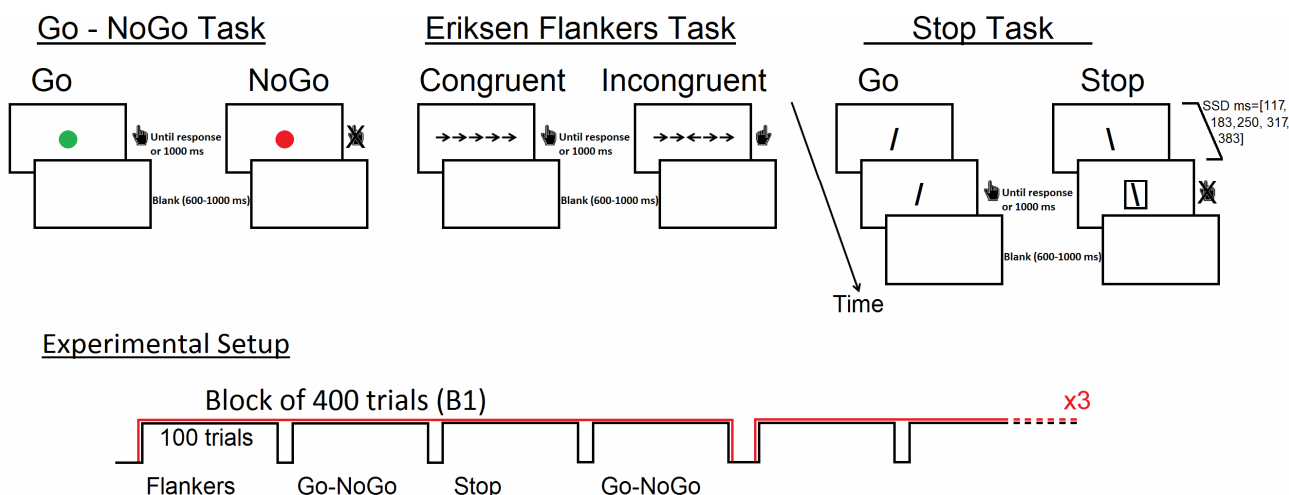 Go - NoGo Task
Go
NoGo
Until response
or 1000 ms
Blank (600-1000 ms)
Eriksen Flankers Task
Congruent
Incongruent
Until response
or 1000 ms
Blank (600-1000 ms)
Stop Task
Go
Stop
SSD ms=[117,
183,250, 317,
383]
Until response
or 1000 ms
Blank (600-1000 ms)
Time
Experimental Setup
Block of 400 trials (B1)
x3
100 trials
Flankers
Go-NoGo
Stop
Go-NoGo